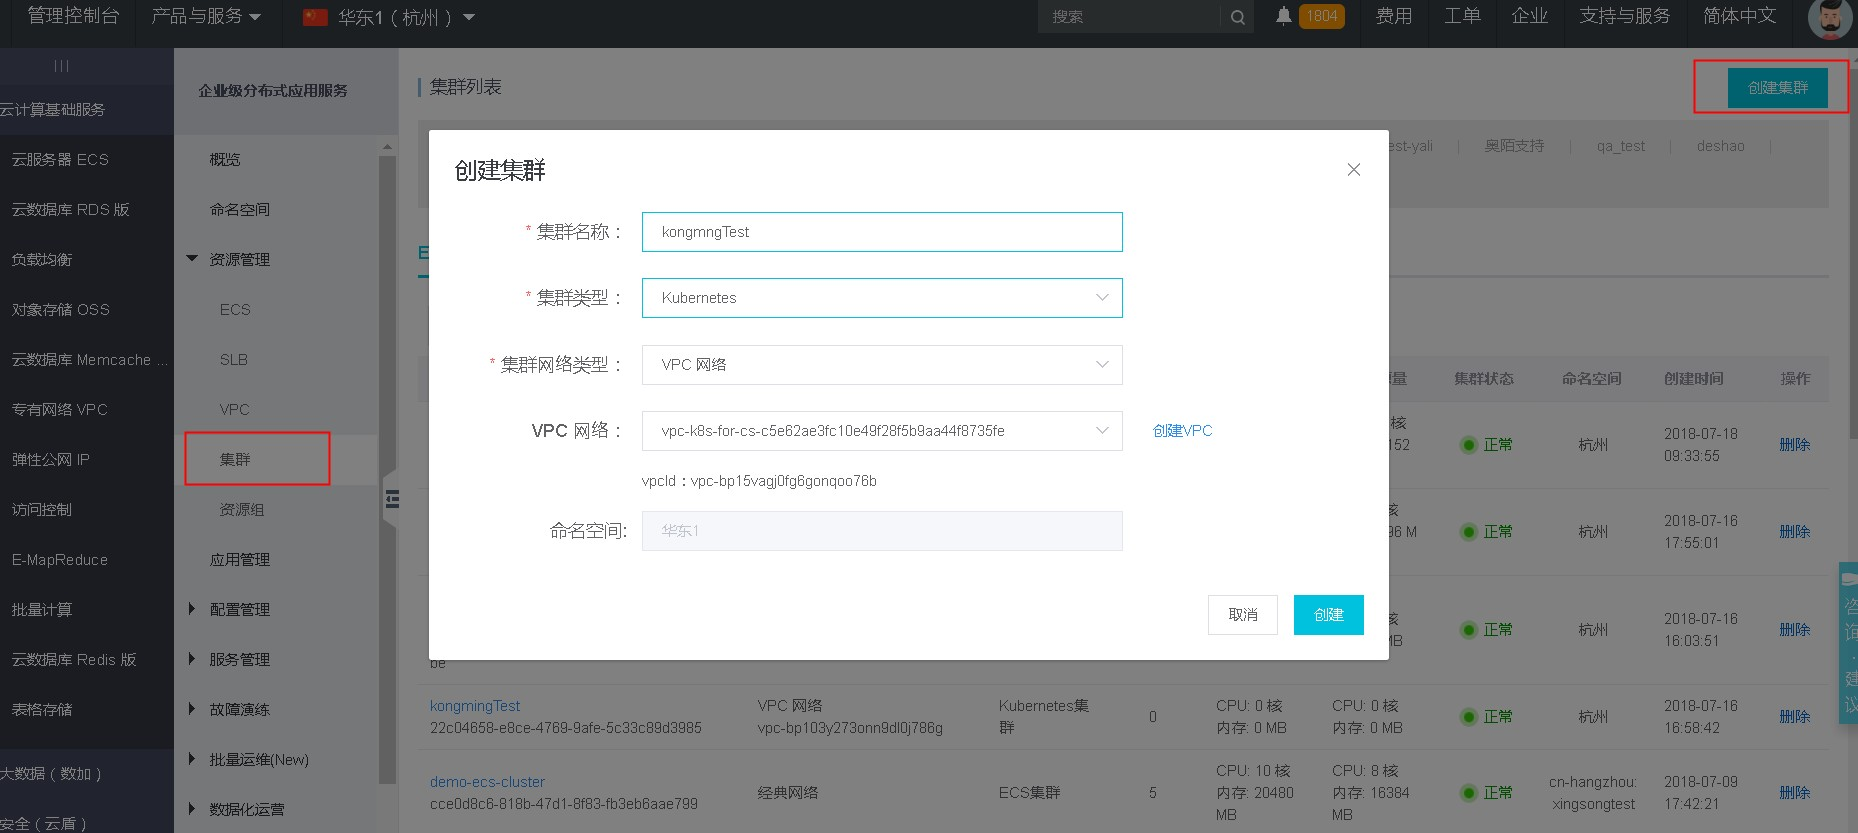 管理控制台
产品与服务
华东1（杭州）
搜索
1804
费用
工单
企业
支持与服务
简体中文
云计算基础服务
云服务器 ECS
云数据库 RDS 版
负载均衡
对象存储 OSS
云数据库 Memcache ...
专有网络 VPC
弹性公网 IP
访问控制
E-MapReduce
批量计算
云数据库 Redis 版
表格存储
大数据（数加）
安全（云盾）
企业级分布式应用服务
概览
命名空间
资源管理
ECS
SLB
VPC
集群
资源组
应用管理
配置管理
服务管理
故障演练
批量运维(New)
数据化运营
集群列表
创建集群
est-yali
奥陌支持
qa_test
deshao
创建集群
* 集群名称：
kongmngTest
* 集群类型：
Kubernetes
* 集群网络类型：
VPC 网络
VPC 网络：
vpc-k8s-for-cs-c5e62ae3fc10e49f28f5b9aa44f8735fe
创建VPC
vpcId：vpc-bp15vagj0fg6gonqoo76b
命名空间:
华东1
取消
创建
量 集群状态 命名空间 创建时间 操作
核
152
正常
杭州
2018-07-18
09:33:55
删除
核
96 M
正常
杭州
2018-07-16
17:55:01
删除
核
MB
正常
杭州
2018-07-16
16:03:51
删除
be
kongmingTest
22c04658-e8ce-4769-9afe-5c33c89d3985
VPC 网络
vpc-bp103y273onn9dl0j786g
Kubernetes集
群
0
CPU: 0 核
内存: 0 MB
CPU: 0 核
内存: 0 MB
正常
杭州
2018-07-16
16:58:42
删除
demo-ecs-cluster
cce0d8c6-818b-47d1-8f83-fb3eb6aae799
经典网络
ECS集群
5
CPU: 10 核
内存: 20480
MB
CPU: 8 核
内存: 16384
MB
正常
cn-hangzhou:
xingsongtest
2018-07-09
17:42:21
删除
咨询·建议